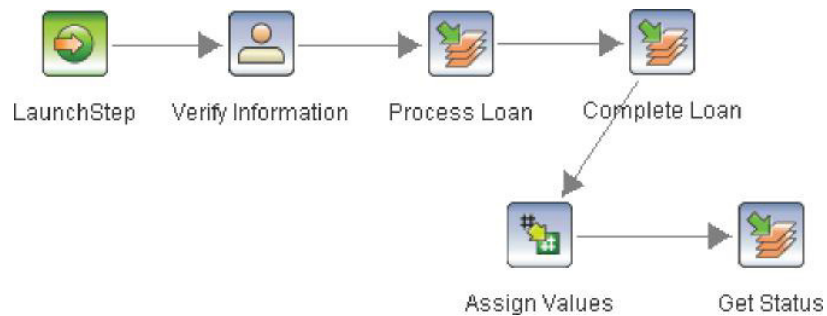 LaunchStep
Verify Information
Process Loan
Complete Loan
Assign Values
Get Status